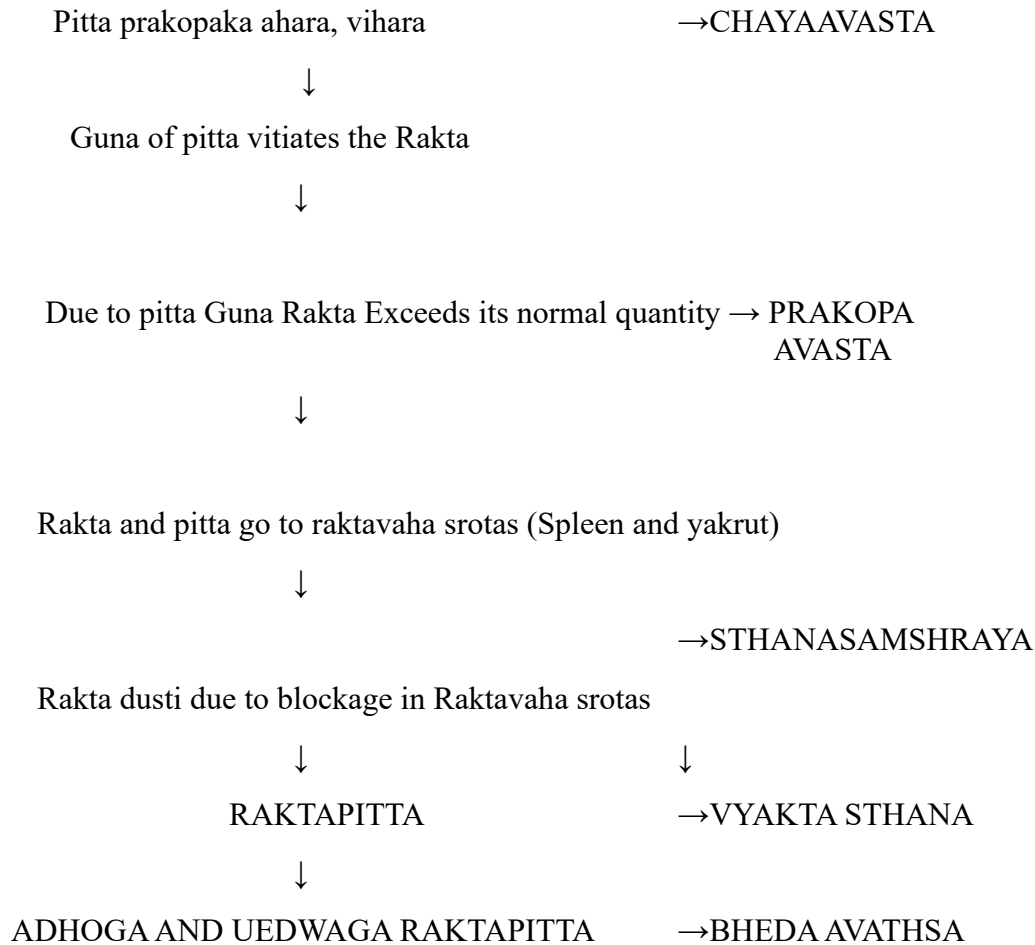 Pitta prakopaka ahara, vihara →CHAYAAVASTA
↓
Guna of pitta vitiates the Rakta
↓
Due to pitta Guna Rakta Exceeds its normal quantity → PRAKOPA
AVASTA
↓
Rakta and pitta go to raktavaha srotas (Spleen and yakrut)
↓
→STHANASAMSHRAYA
Rakta dusti due to blockage in Raktavaha srotas
↓ ↓
RAKTAPITTA →VYAKTA STHANA
↓
ADHOGA AND UEDWAGA RAKTAPITTA →BHEDA AVATHSA